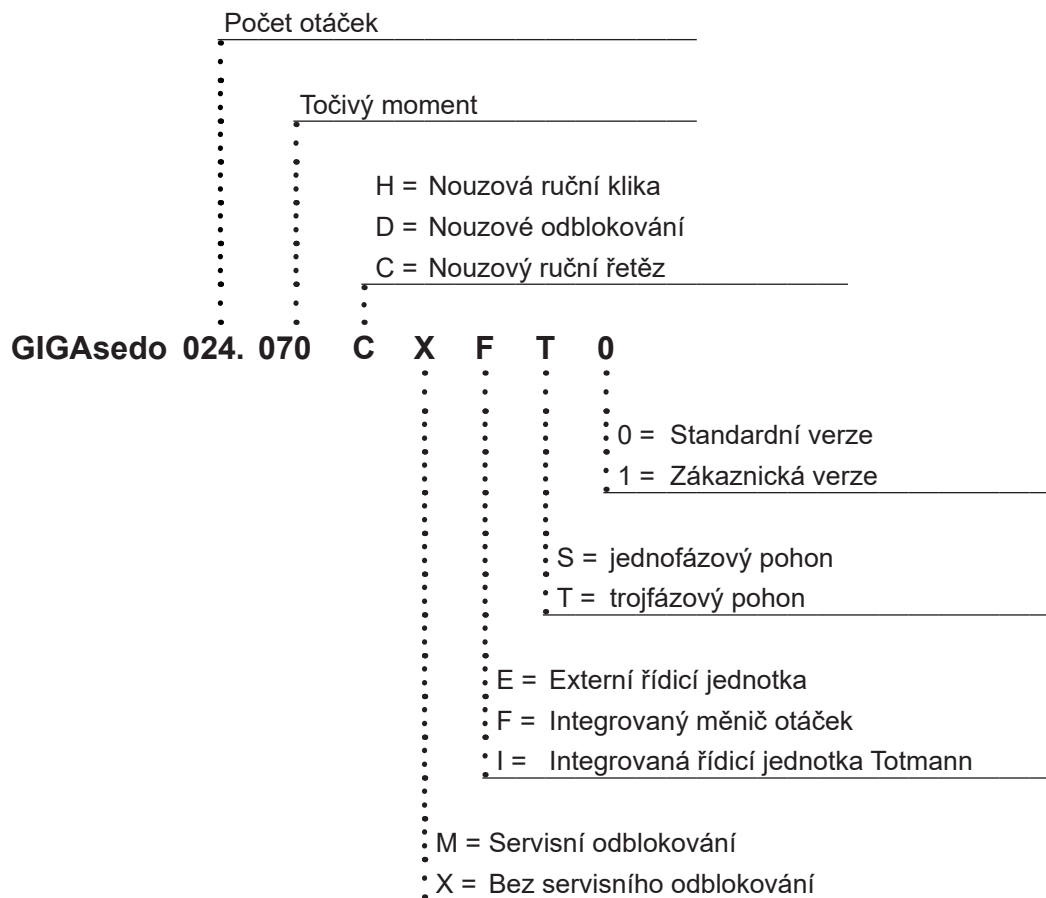 Počet otáček
Točivý moment
H = Nouzová ruční klika
D = Nouzové odblokování
C = Nouzový ruční řetěz
GIGAsedo 024. 070 C X F T 0
0 = Standardní verze
1 = Zákaznická verze
S = jednofázový pohon
T = trojfázový pohon
E = Externí řídicí jednotka
F = Integrovaný měnič otáček
I = Integrovaná řídicí jednotka Totmann
M = Servisní odblokování
X = Bez servisního odblokování